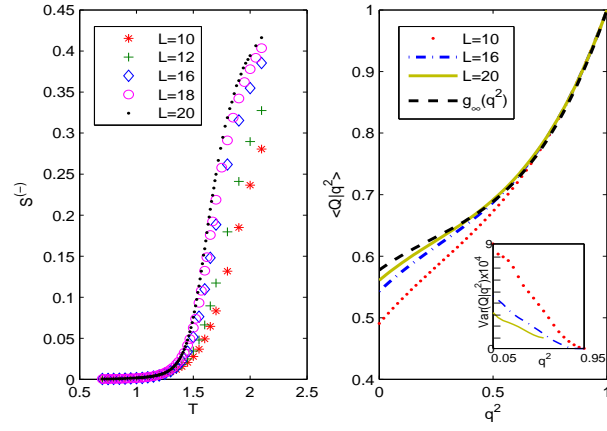 0.45
0.4
0.35
0.3
0.25
0.2
0.15
0.1
0.05
0
0.5
1
1.5
2
2.5
T
S(-)
L=10
L=12
L=16
L=18
L=20
1
0.9
0.8
0.7
0.6
0.5
0.4
0
0.5
1
q²
<Q|q²>
L=10
L=16
L=20
g∞(q²)
9
0
0.05
0.95
q²
Var(Q|q²)x10⁴